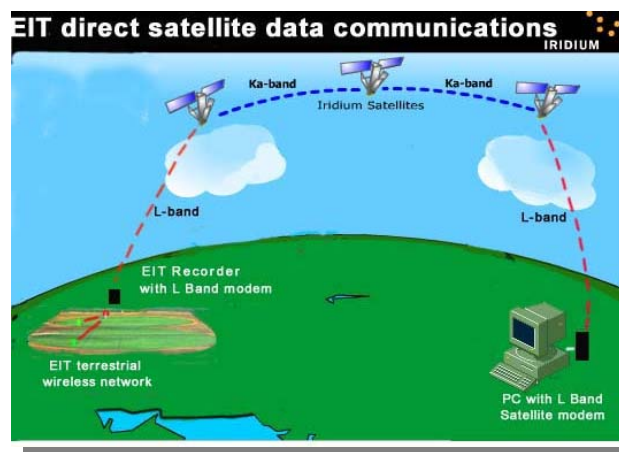 EIT direct satellite data communications
IRIDIUM
Ka-band
Ka-band
Iridium Satellites
L-band
L-band
EIT Recorder
with L Band modem
EIT terrestrial
wireless network
PC with L Band
Satellite modem